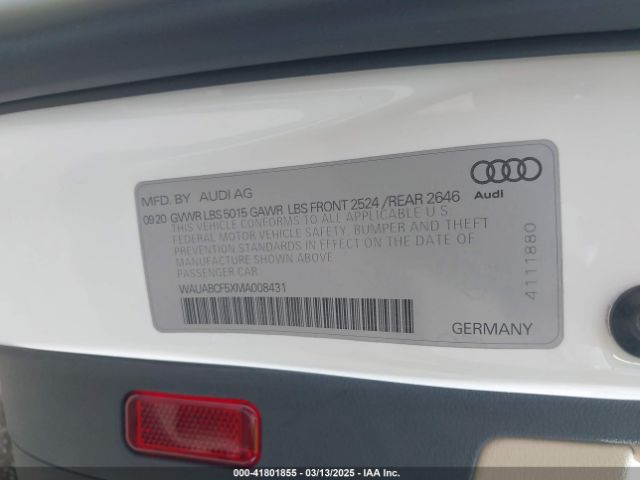 MFD. BY AUDI AG
Audi
09.20 GVWR LBS 5015 GAWR LBS FRONT 2524 / REAR 2646
THIS VEHICLE CONFORMS TO ALL APPLICABLE U S
FEDERAL MOTOR VEHICLE SAFETY, BUMPER AND THEFT
PREVENTION STANDARDS IN EFFECT ON THE DATE OF
MANUFACTURE SHOWN ABOVE
PASSENGER CAR
WAUABCF5XMA008431
4111880
GERMANY
000-41801855 - 03/13/2025 - IAA Inc.